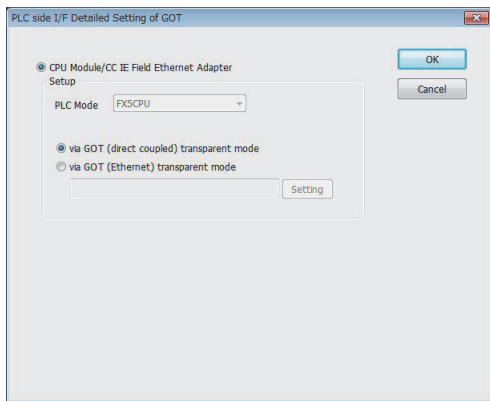 PLC side I/F Detailed Setting of GOT
OK
CPU Module/CC IE Field Ethernet Adapter
Cancel
Setup
PLC Mode FX5CPU
via GOT (direct coupled) transparent mode
via GOT (Ethernet) transparent mode
Setting